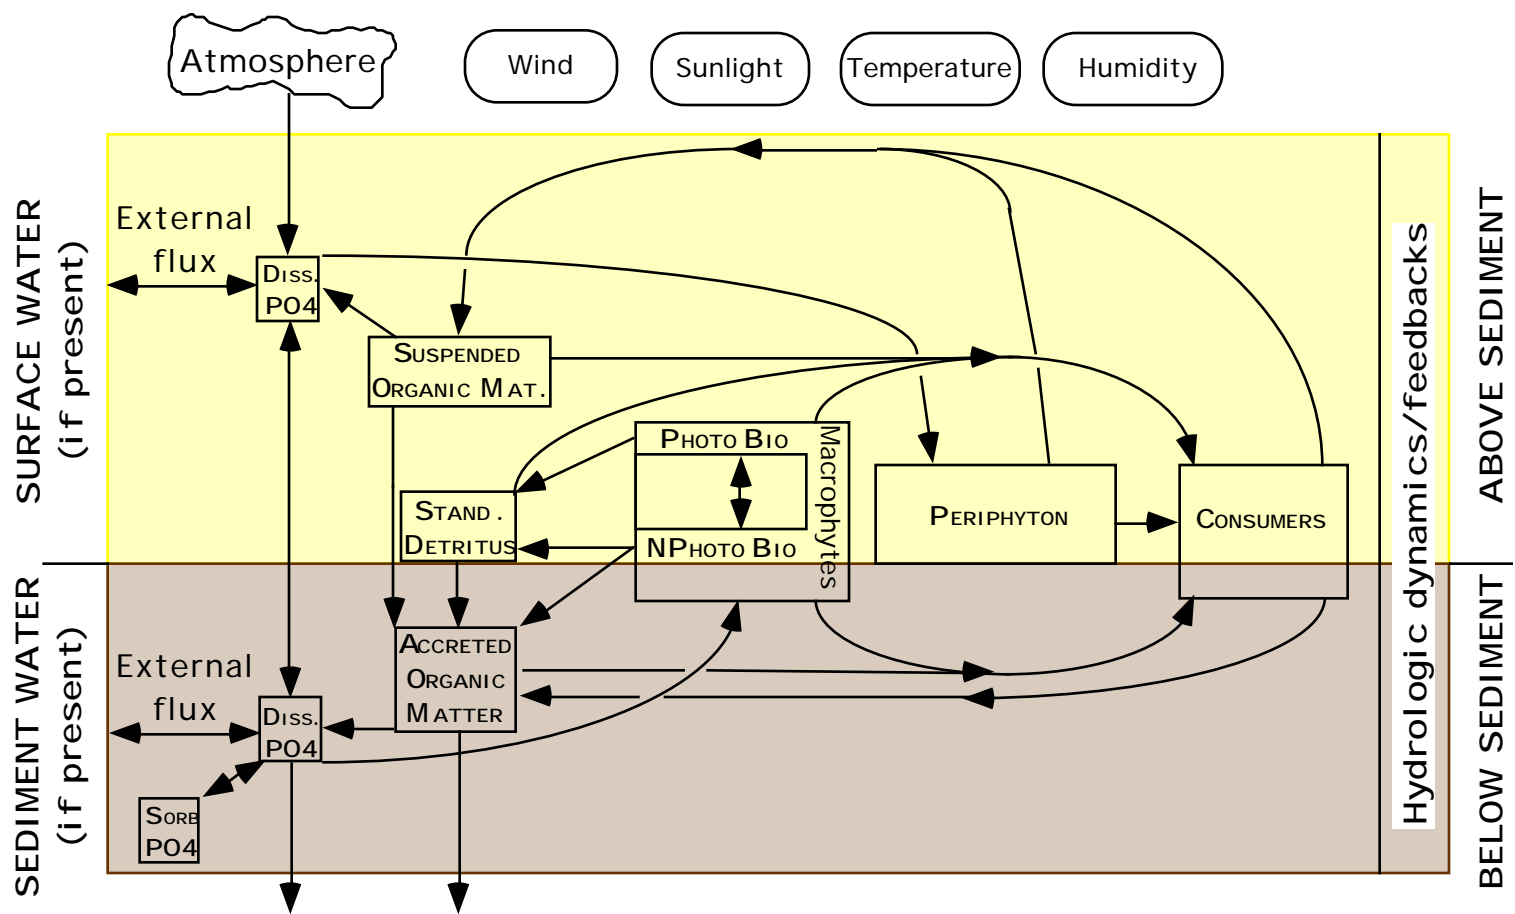 Atmosphere
Wind
Sunlight
Temperature
Humidity
SURFACE WATER
(if present)
External
flux
DISS.
PO4
SUSPENDED
ORGANIC MAT.
PHOTO BIO
NPHOTO BIO
Macrophytes
STAND.
DETRITUS
PERIPHYTON
CONSUMERS
Hydrologic dynamics/feedbacks
ABOVE SEDIMENT
SEDIMENT WATER
(if present)
External
flux
DISS.
PO4
SORB
PO4
ACCRETED
ORGANIC
MATTER
BELOW SEDIMENT